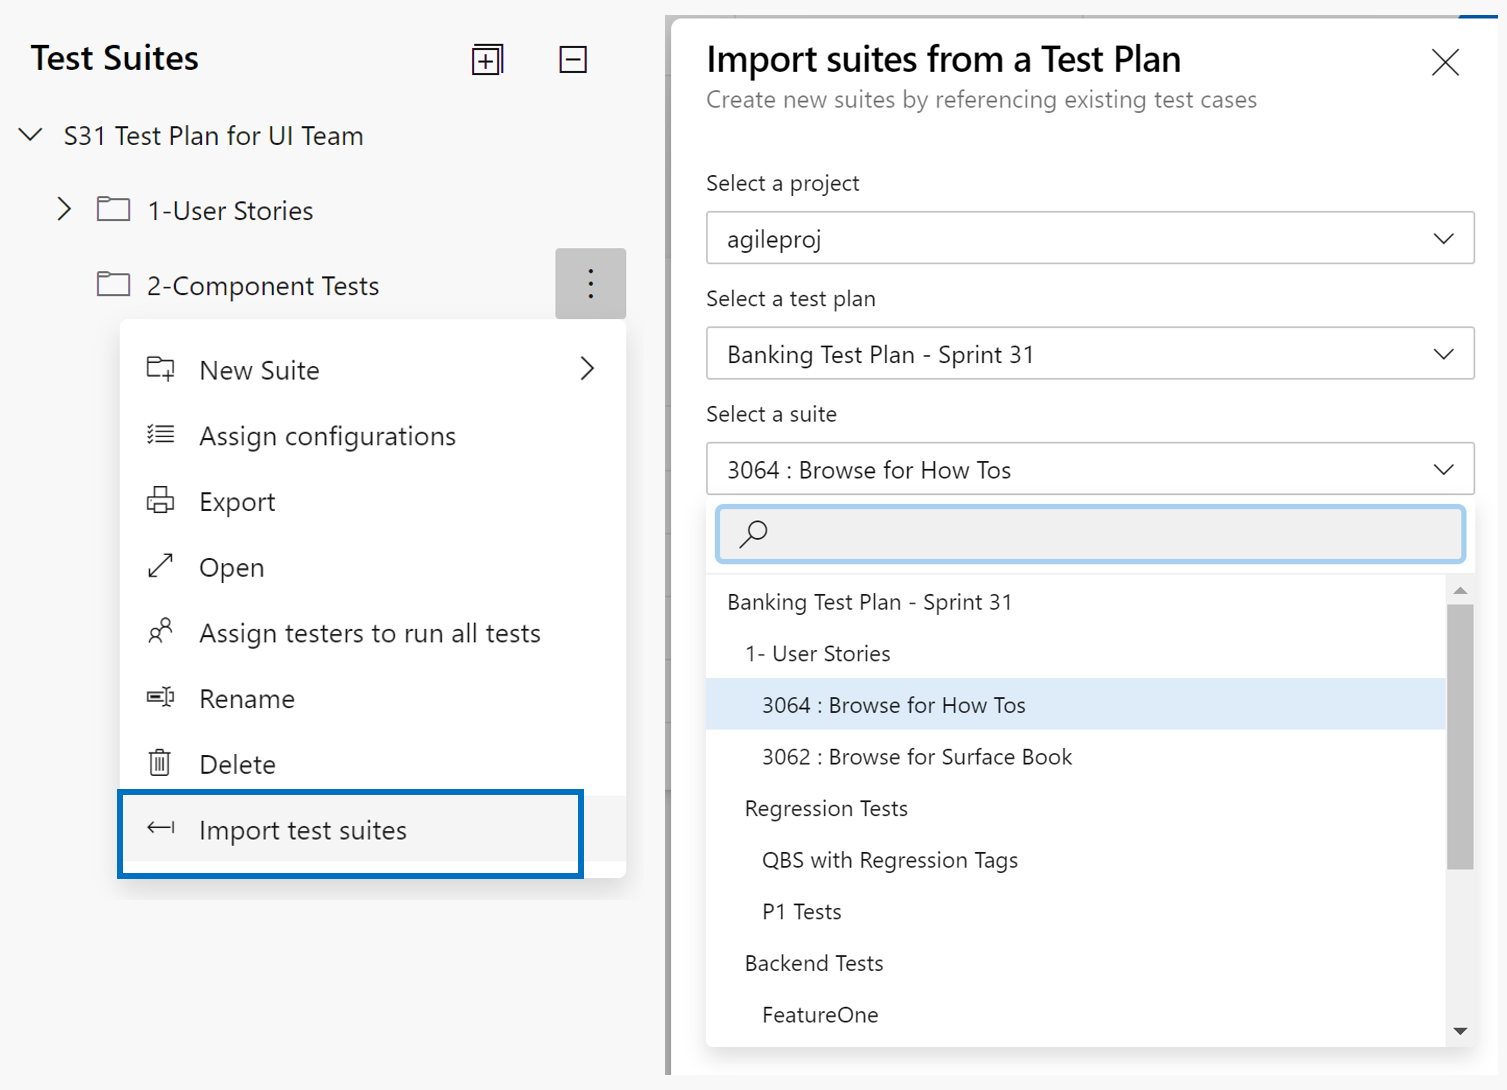 Test Suites
S31 Test Plan for UI Team
1-User Stories
2-Component Tests
New Suite
Assign configurations
Export
Open
Assign testers to run all tests
Rename
Delete
Import test suites
Import suites from a Test Plan
Create new suites by referencing existing test cases
Select a project
agileproj
Select a test plan
Banking Test Plan - Sprint 31
Select a suite
3064 : Browse for How Tos
Banking Test Plan - Sprint 31
1- User Stories
3064 : Browse for How Tos
3062 : Browse for Surface Book
Regression Tests
QBS with Regression Tags
P1 Tests
Backend Tests
FeatureOne